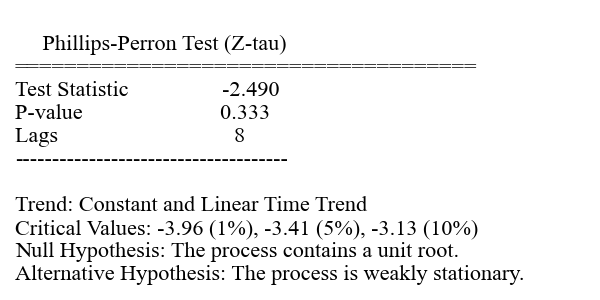 Phillips-Perron Test (Z-tau)
=====================================
Test Statistic -2.490
P-value 0.333
Lags 8
-------------------------------------
Trend: Constant and Linear Time Trend
Critical Values: -3.96 (1%), -3.41 (5%), -3.13 (10%)
Null Hypothesis: The process contains a unit root.
Alternative Hypothesis: The process is weakly stationary.